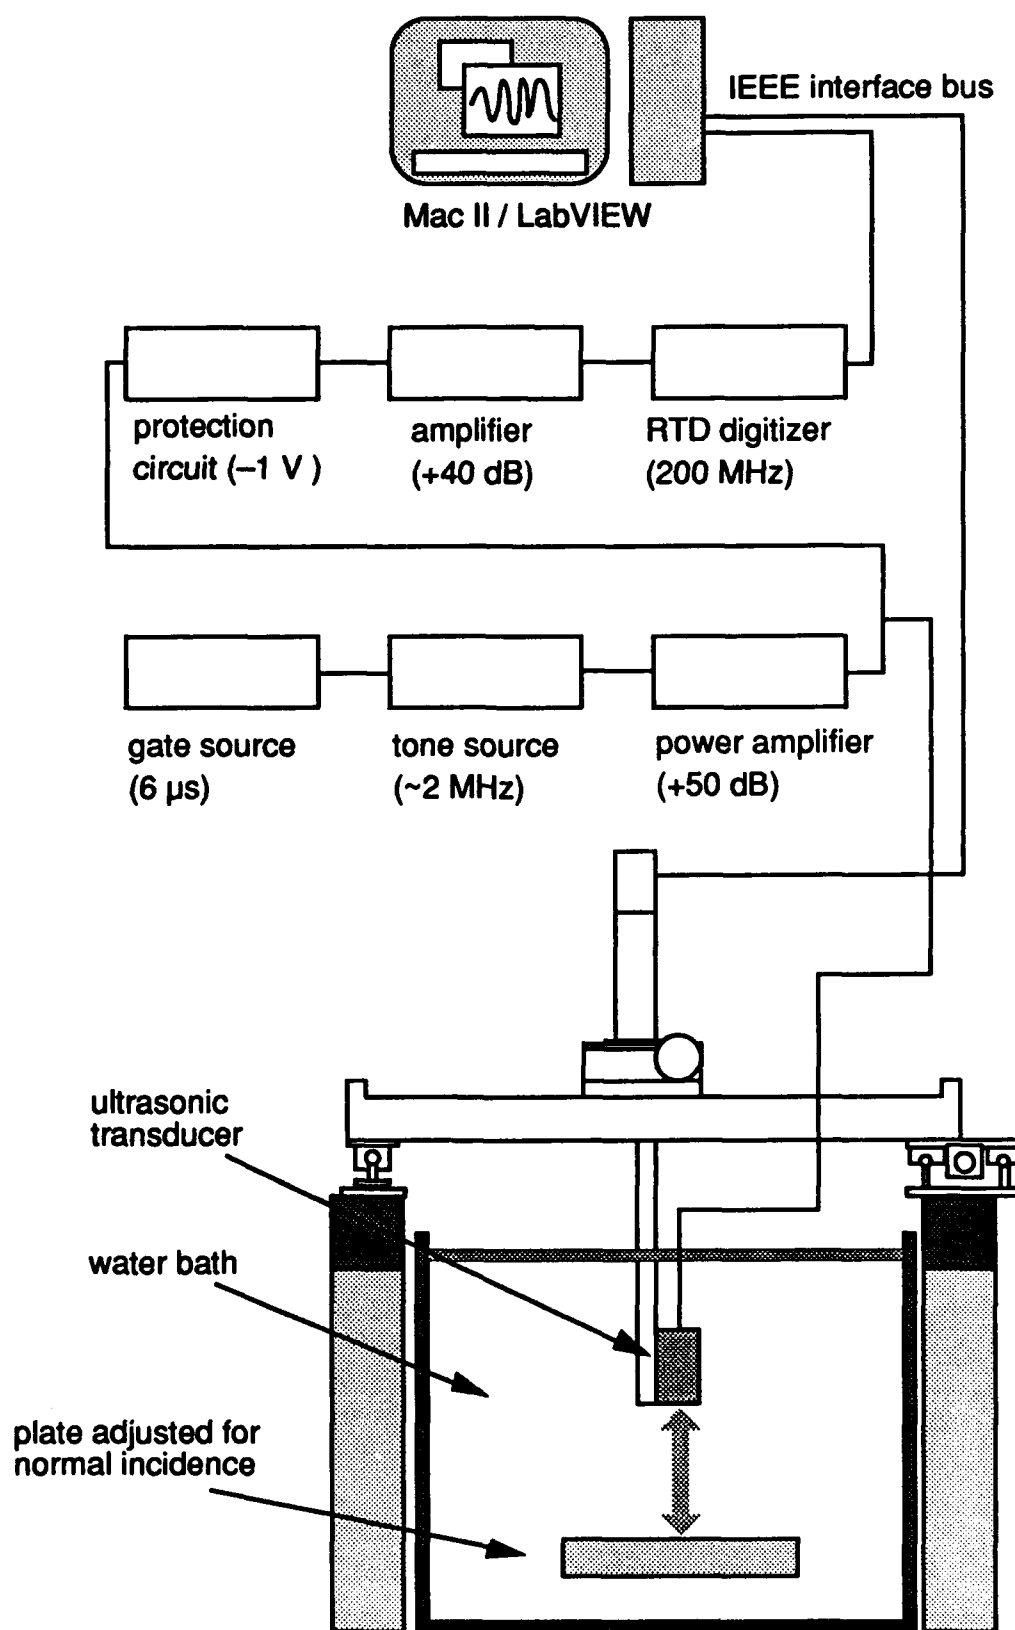 IEEE interface bus
Mac II / LabVIEW
protection
circuit (–1 V )
amplifier
(+40 dB)
RTD digitizer
(200 MHz)
gate source
(6 µs)
tone source
(~2 MHz)
power amplifier
(+50 dB)
ultrasonic
transducer
water bath
plate adjusted for
normal incidence